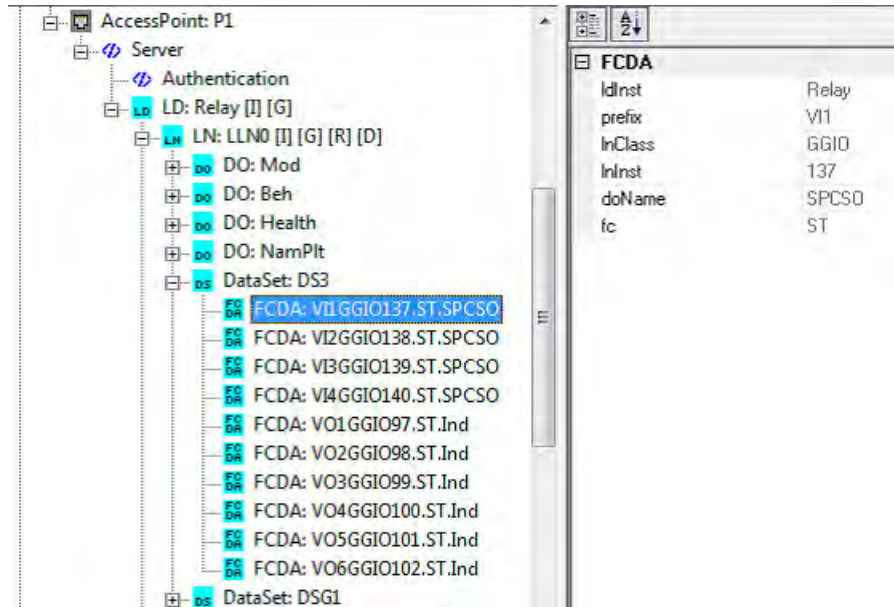 AccessPoint: P1
Server
Authentication
LD: Relay [I] [G]
LN: LLN0 [I] [G] [R] [D]
DO: Mod
DO: Beh
DO: Health
DO: NamPlt
DataSet: DS3
FCDA: VI1GGIO137.ST.SPCSO
FCDA: VI2GGIO138.ST.SPCSO
FCDA: VI3GGIO139.ST.SPCSO
FCDA: VI4GGIO140.ST.SPCSO
FCDA: VO1GGIO97.ST.Ind
FCDA: VO2GGIO98.ST.Ind
FCDA: VO3GGIO99.ST.Ind
FCDA: VO4GGIO100.ST.Ind
FCDA: VO5GGIO101.ST.Ind
FCDA: VO6GGIO102.ST.Ind
DataSet: DSG1
FCDA
ldInst Relay
prefix VI1
lnClass GGIO
lnInst 137
doName SPCSO
fc ST